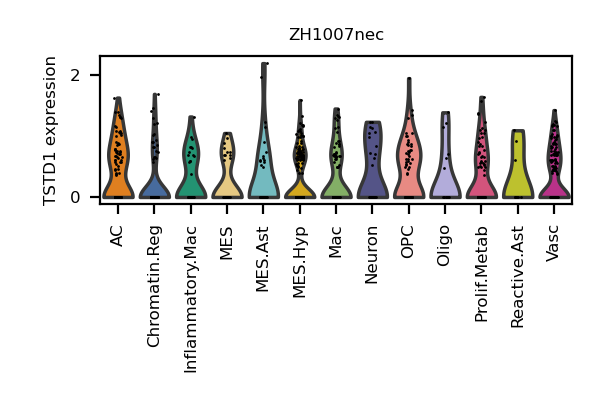 ZH1007nec
TSTD1 expression
2
0
AC
Chromatin.Reg
Inflammatory.Mac
MES
MES.Ast
MES.Hyp
Mac
Neuron
OPC
Oligo
Prolif.Metab
Reactive.Ast
Vasc